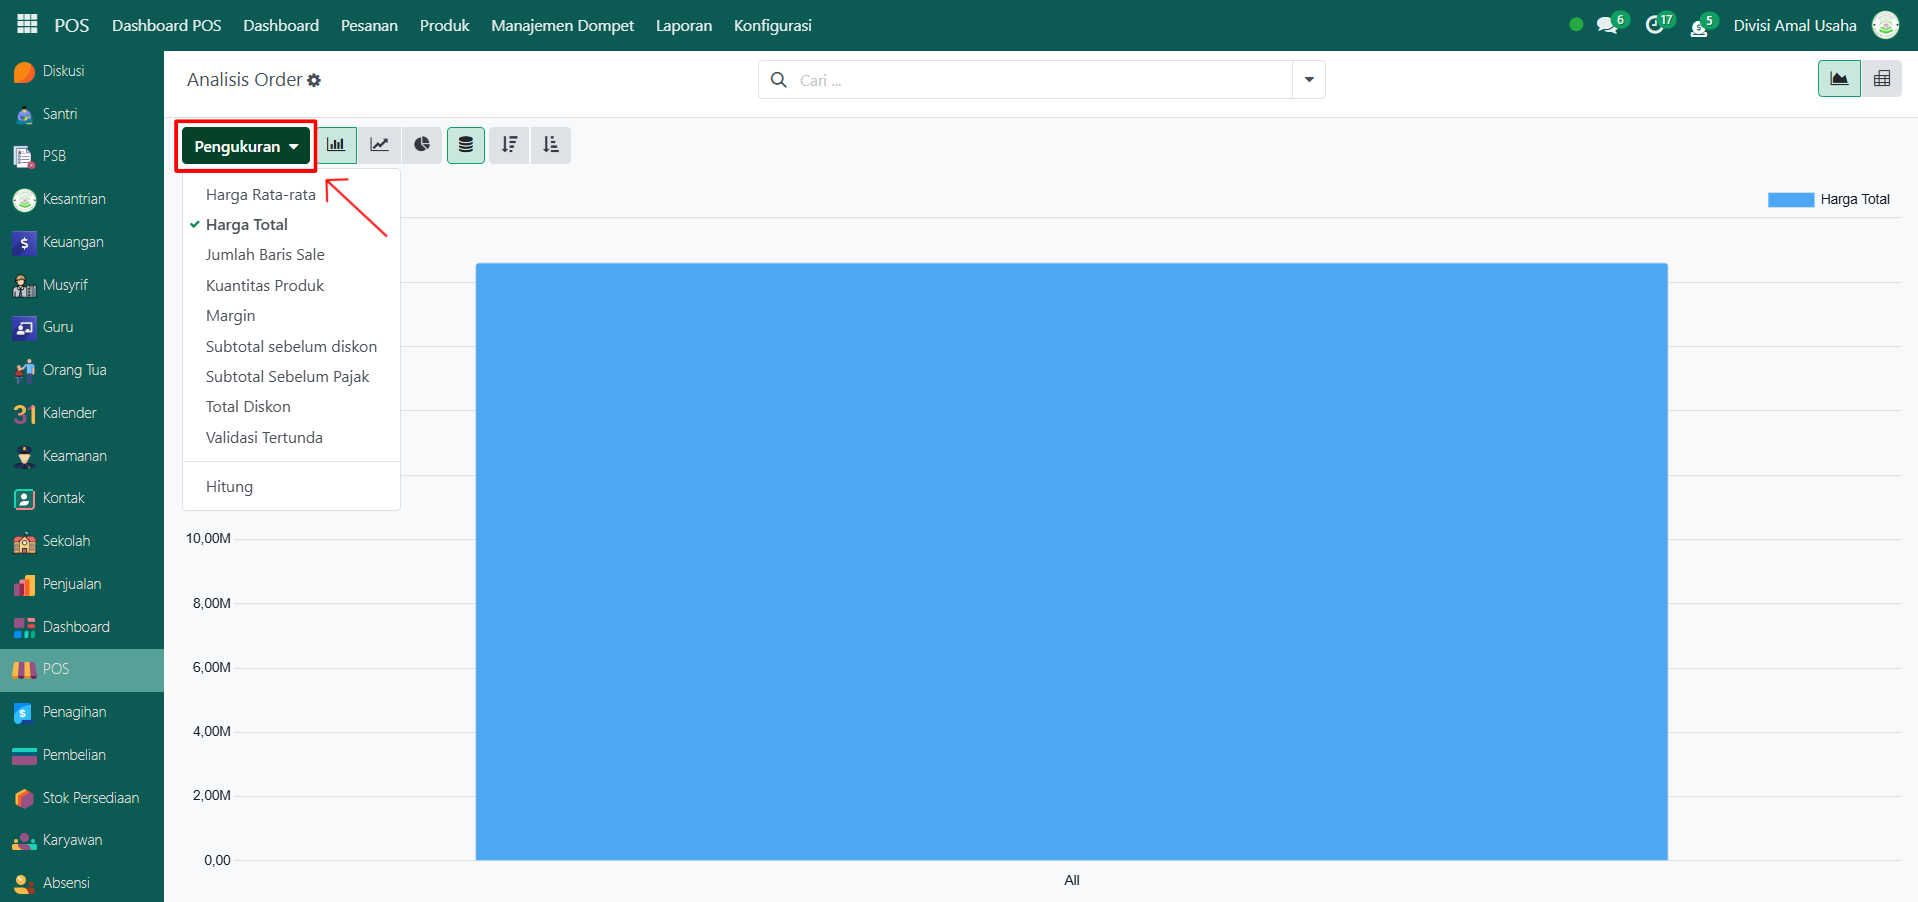 POS
Dashboard POS
Dashboard
Pesanan
Produk
Manajemen Dompet
Laporan
Konfigurasi
6
17
5
Divisi Amal Usaha
Diskusi
Santri
PSB
Kesantrian
Keuangan
Musyrif
Guru
Orang Tua
31
Kalender
Keamanan
Kontak
Sekolah
Penjualan
Dashboard
POS
Penagihan
Pembelian
Stok Persediaan
Karyawan
Absensi
Analisis Order
Cari ...
Pengukuran
Harga Rata-rata
Harga Total
Jumlah Baris Sale
Kuantitas Produk
Margin
Subtotal sebelum diskon
Subtotal Sebelum Pajak
Total Diskon
Validasi Tertunda
Hitung
Harga Total
10,00M
8,00M
6,00M
4,00M
2,00M
0,00
All